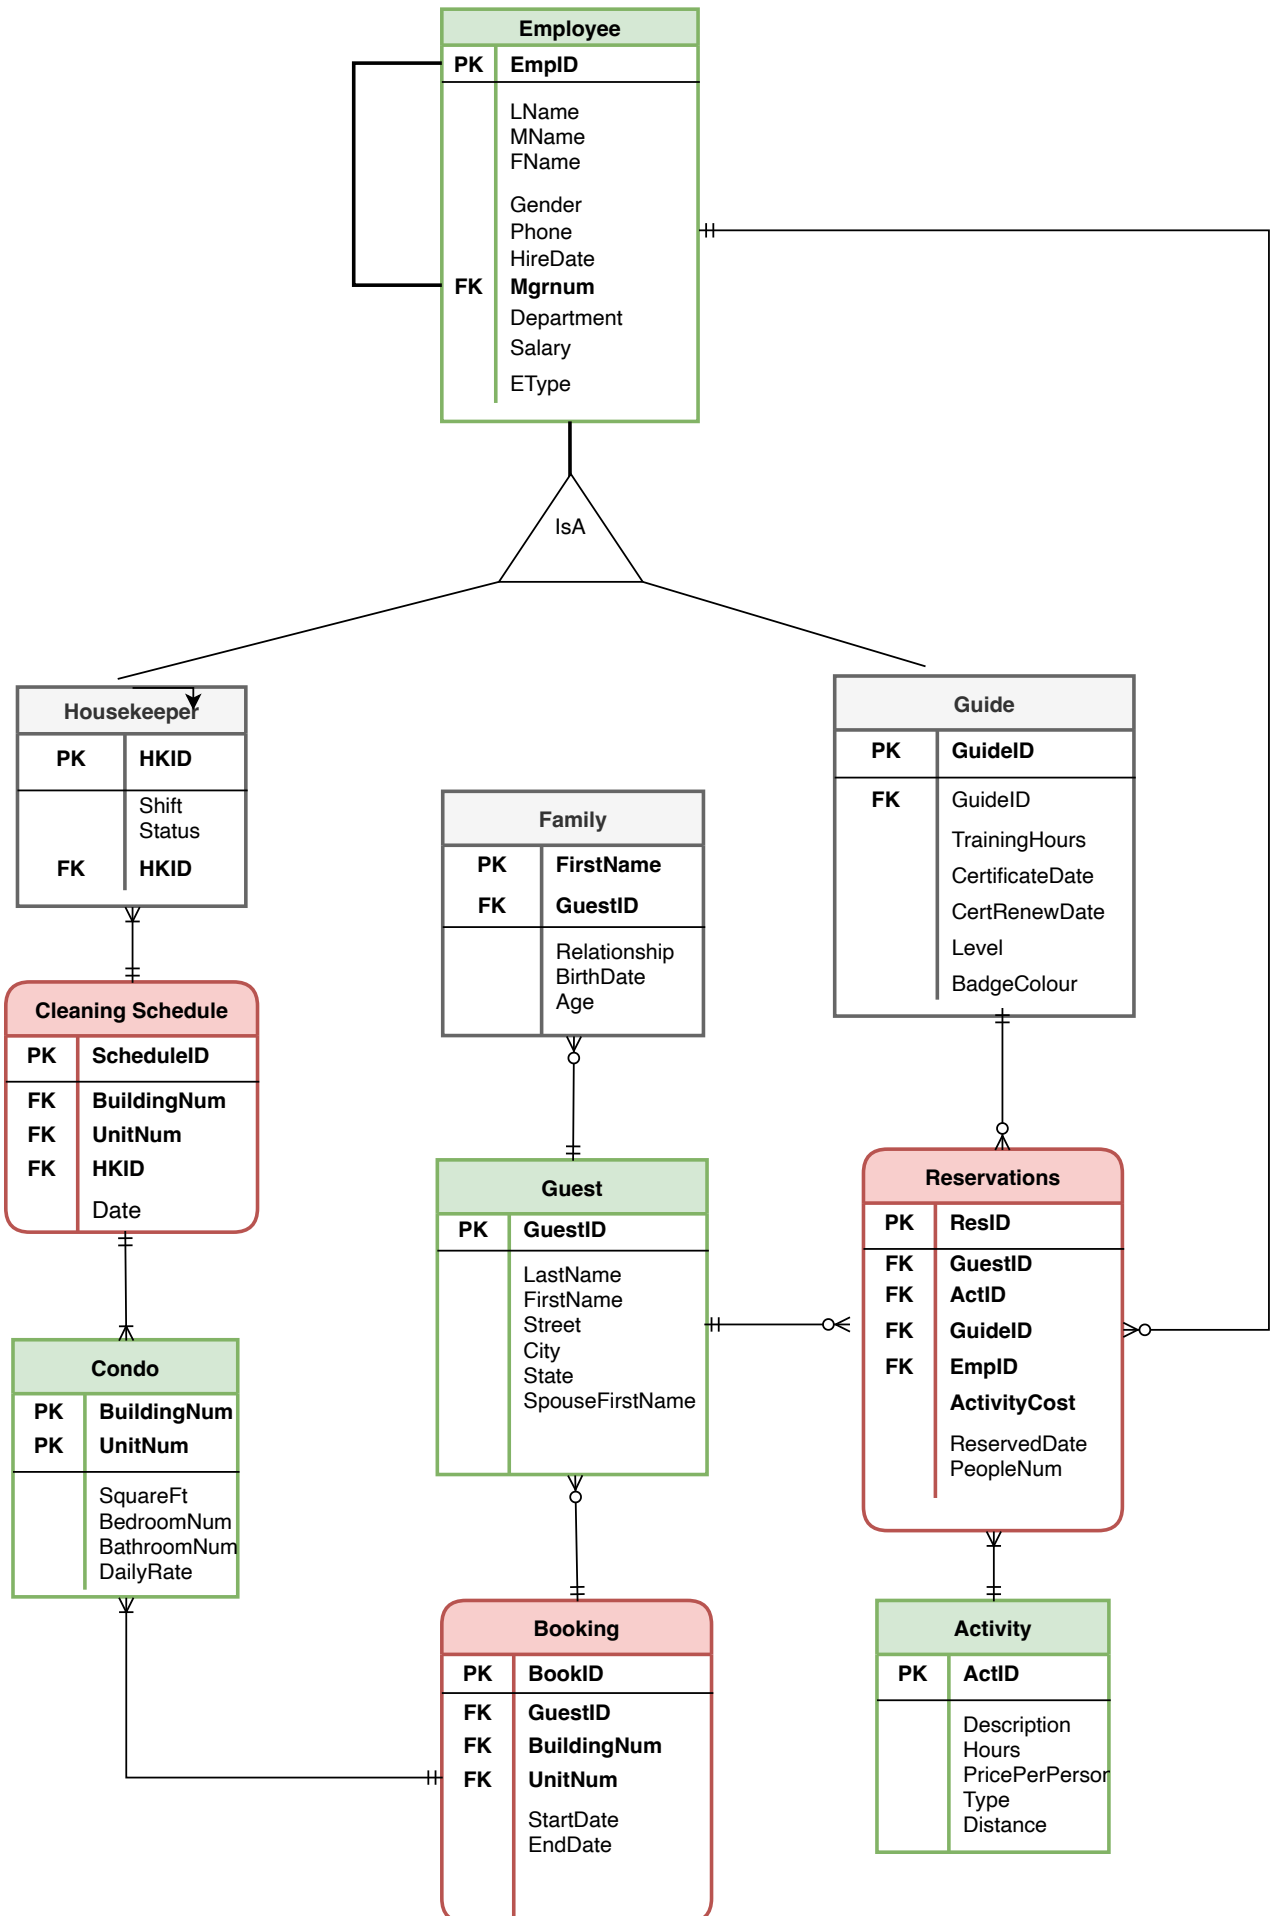 Employee
PK EmpID
LName
MName
FName
Gender
Phone
HireDate
FK Mgrnum
Department
Salary
EType
IsA
Housekeeper
PK HKID
Shift
Status
FK HKID
Guide
PK GuideID
FK GuideID
TrainingHours
CertificateDate
CertRenewDate
Level
BadgeColour
Family
PK FirstName
FK GuestID
Relationship
BirthDate
Age
Cleaning Schedule
PK ScheduleID
FK BuildingNum
FK UnitNum
FK HKID
Date
Guest
PK GuestID
LastName
FirstName
Street
City
State
SpouseFirstName
Reservations
PK ResID
FK GuestID
FK ActID
FK GuideID
FK EmpID
ActivityCost
ReservedDate
PeopleNum
Condo
PK BuildingNum
PK UnitNum
SquareFt
BedroomNum
BathroomNum
DailyRate
Booking
PK BookID
FK GuestID
FK BuildingNum
FK UnitNum
StartDate
EndDate
Activity
PK ActID
Description
Hours
PricePerPerson
Type
Distance